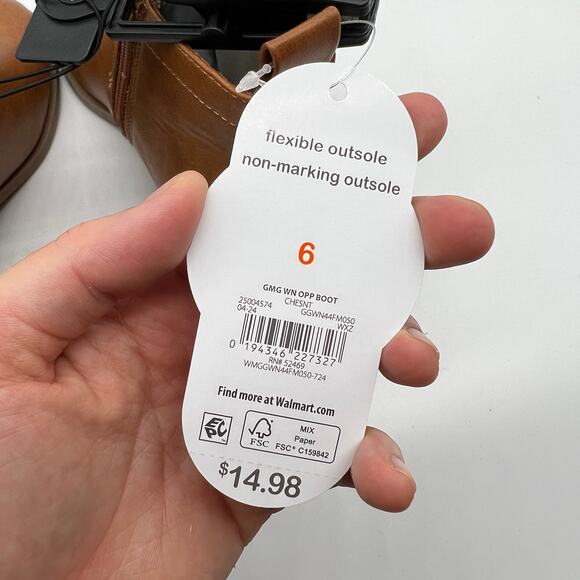 flexible outsole
non-marking outsole
6
GMG WN OPP BOOT
CHESNT
25004574 GGWN44FM050
04-24 WXZ
0 194346 227327
RN# 52469
WMGGWN44FM050-724
Find more at Walmart.com
EPC
FSC
MIX
Paper
FSC® C159842
$14.98